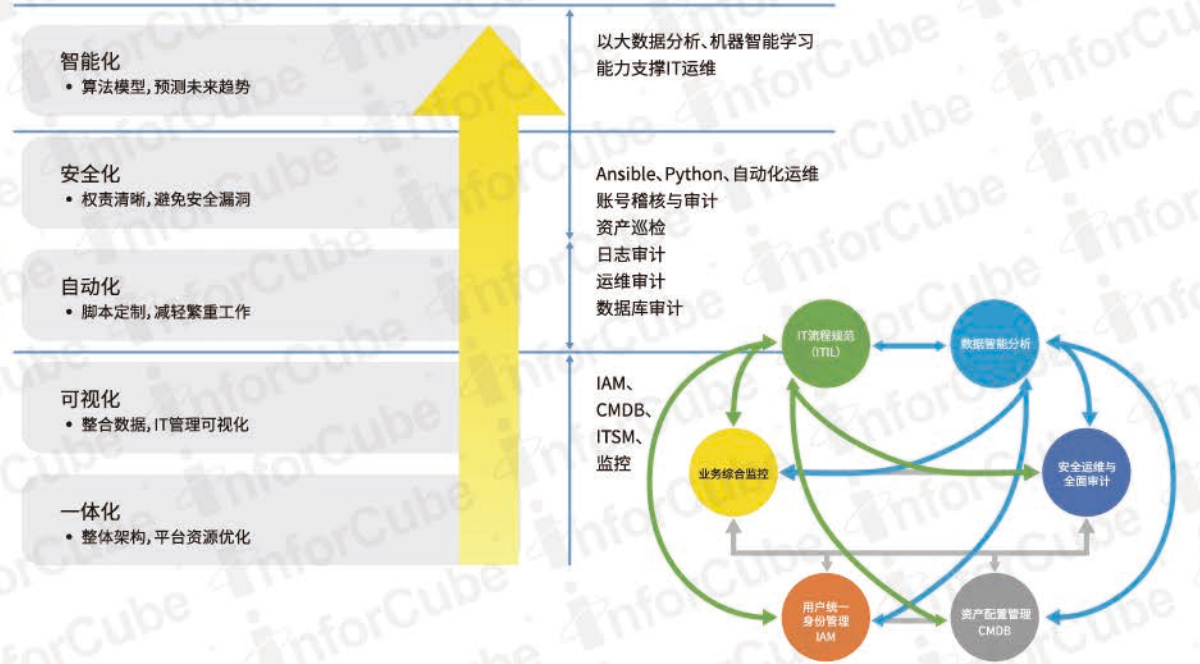 智能化
• 算法模型,预测未来趋势
以大数据分析、机器智能学习
能力支撑IT运维
安全化
• 权责清晰,避免安全漏洞
自动化
• 脚本定制,减轻繁重工作
Ansible、Python、自动化运维
账号稽核与审计
资产巡检
日志审计
运维审计
数据库审计
可视化
• 整合数据,IT管理可视化
一体化
• 整体架构,平台资源优化
IAM、
CMDB、
ITSM、
监控
IT流程规范
(ITIL)
数据智能分析
业务综合监控
安全运维与
全面审计
用户统一
身份管理
IAM
资产配置管理
CMDB
InforCube